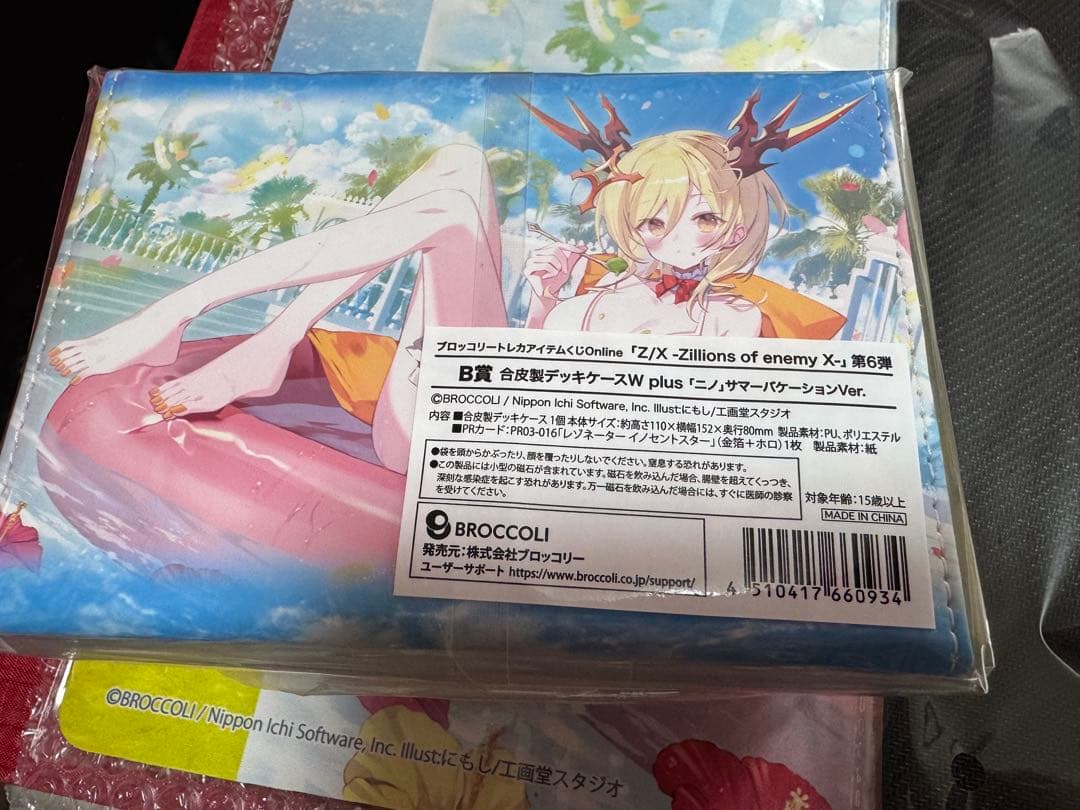 ブロッコリートレカアイテムくじOnline 「Z/X -Zillions of enemy X-」 第6弾
B賞 合皮製デッキケースW plus 「ニノ」サマーバケーションVer.
©BROCCOLI / Nippon Ichi Software, Inc. Illust:にもし/工画堂スタジオ
内容 ■合皮製デッキケース 1個 本体サイズ:約高さ110×横幅152×奥行80mm 製品素材:PU、ポリエステル
■PRカード:PR03-016「レゾネーター イノセントスター」(金箔+ホロ)1枚 製品素材:紙
●袋を頭からかぶったり、顔を覆ったりしないでください。窒息する恐れがあります。
●この製品には小型の磁石が含まれています。磁石を飲み込んだ場合、腸壁を超えてくっつき、
深刻な感染症を起こす恐れがあります。万一磁石を飲み込んだ場合には、すぐに医師の診察
を受けてください。
対象年齢:15歳以上
MADE IN CHINA
BROCCOLI
発売元:株式会社ブロッコリー
ユーザーサポート https://www.broccoli.co.jp/support/
4 510417 660934
©BROCCOLI / Nippon Ichi Software, Inc. Illust:にもし/工画堂スタジオ